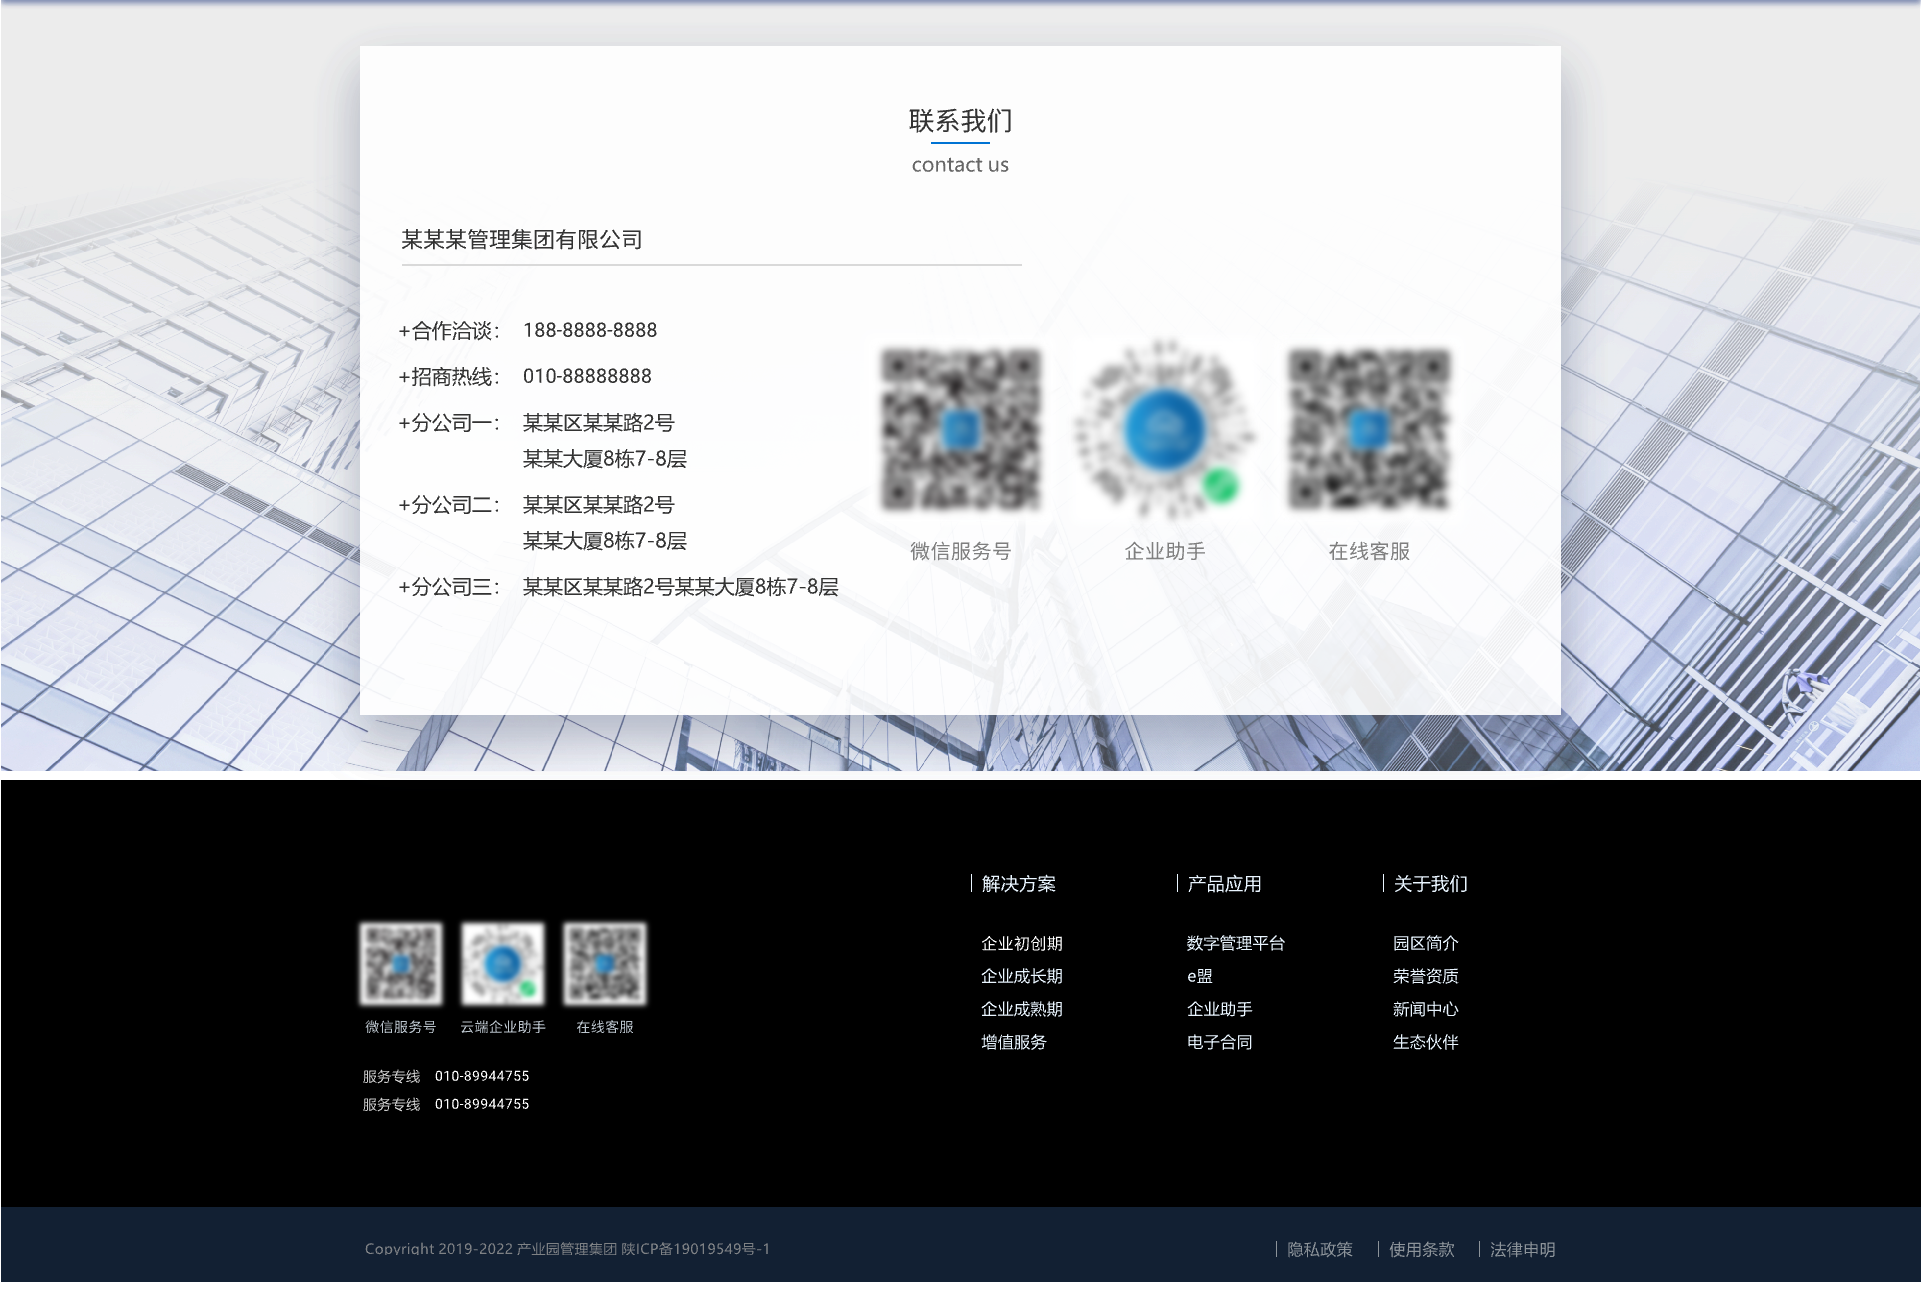 联系我们
contact us
某某某管理集团有限公司
+合作洽谈： 188-8888-8888
+招商热线： 010-88888888
+分公司一： 某某区某某路2号
某某大厦8栋7-8层
+分公司二： 某某区某某路2号
某某大厦8栋7-8层
+分公司三： 某某区某某路2号某某大厦8栋7-8层
微信服务号 企业助手 在线客服
解决方案
企业初创期
企业成长期
企业成熟期
增值服务
产品应用
数字管理平台
e盟
企业助手
电子合同
关于我们
园区简介
荣誉资质
新闻中心
生态伙伴
微信服务号 云端企业助手 在线客服
服务专线 010-89944755
服务专线 010-89944755
Copyright 2019-2022 产业园管理集团 陕ICP备19019549号-1
隐私政策 使用条款 法律申明